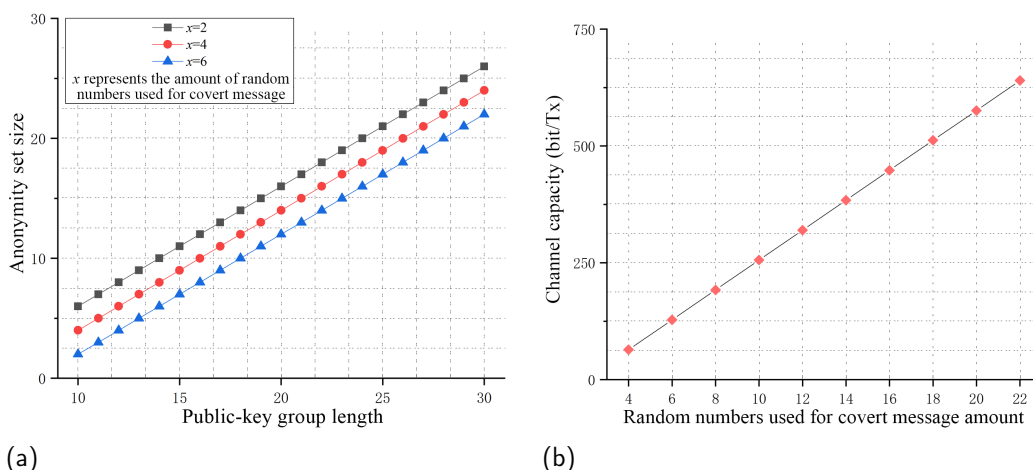 30
20
10
0
Anonymity set size
x=2
x=4
x=6
x represents the amount of random
numbers used for covert message
10
15
20
25
30
Public-key group length
(a)
750
500
250
0
Channel capacity (bit/Tx)
4
6
8
10
12
14
16
18
20
22
Random numbers used for covert message amount
(b)